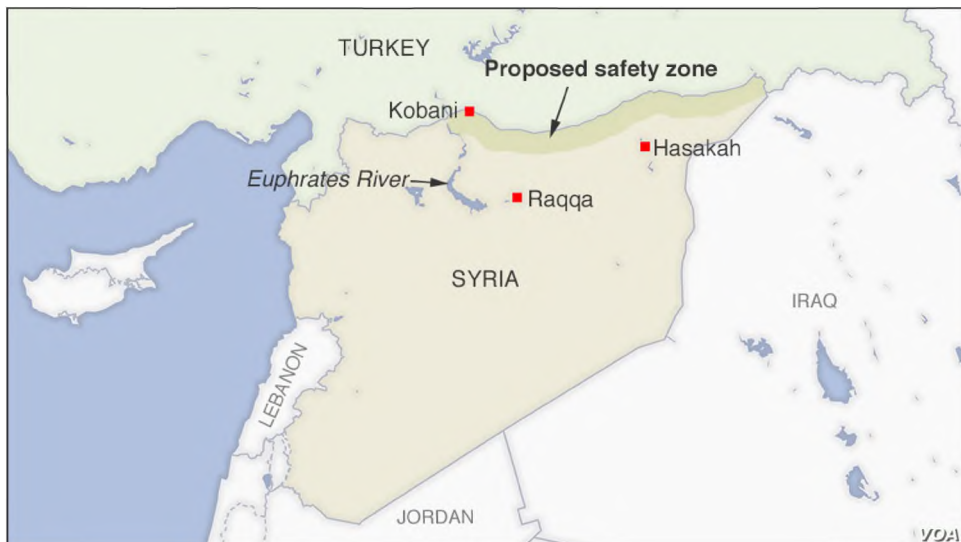 TURKEY
Proposed safety zone
Kobani
Hasakah
Euphrates River
Raqqa
SYRIA
IRAQ
LEBANON
JORDAN
VOA